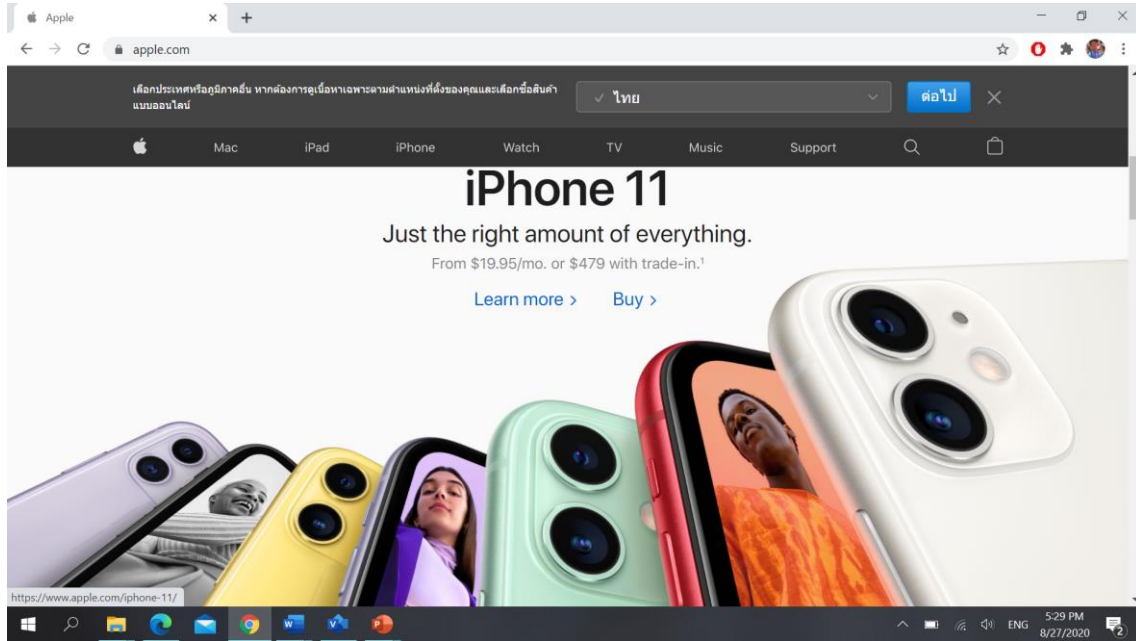 Apple
apple.com
เลือกประเทศหรือภูมิภาคอื่น หากต้องการดูเนื้อหาเฉพาะตามตำแหน่งที่ตั้งของคุณและเลือกซื้อสินค้า
แบบออนไลน์
ไทย
ต่อไป
Mac iPad iPhone Watch TV Music Support
iPhone 11
Just the right amount of everything.
From $19.95/mo. or $479 with trade-in.¹
Learn more > Buy >
https://www.apple.com/iphone-11/
ENG
5:29 PM
8/27/2020
2